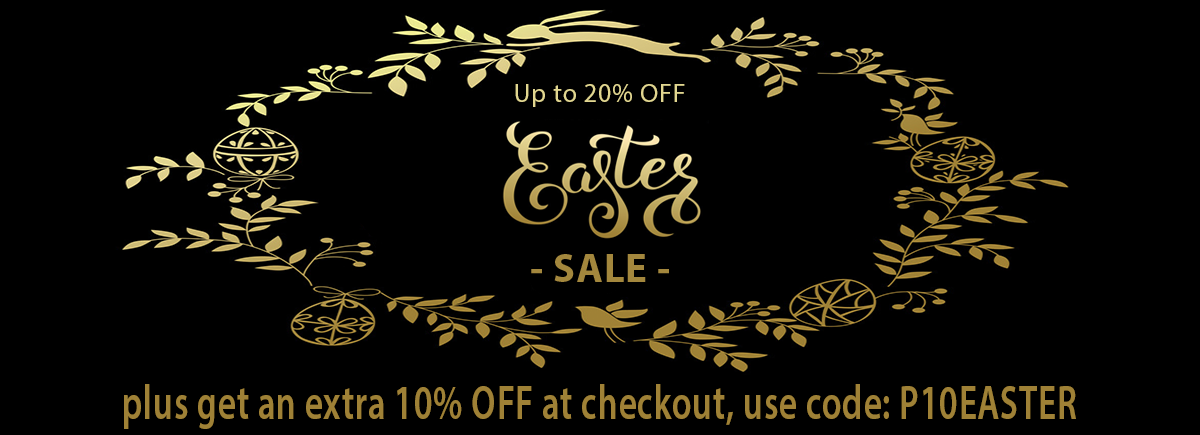 Up to 20% OFF
Easter
- SALE -
plus get an extra 10% OFF at checkout, use code: P10EASTER